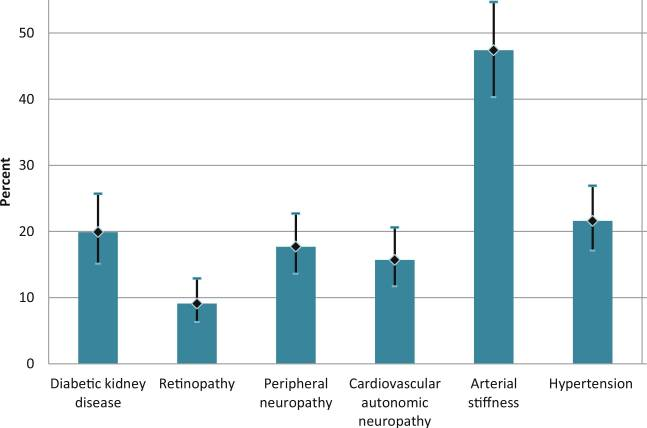 Percent
50
40
30
20
10
0
Diabetic kidney
disease
Retinopathy
Peripheral
neuropathy
Cardiovascular
autonomic
neuropathy
Arterial
stiffness
Hypertension